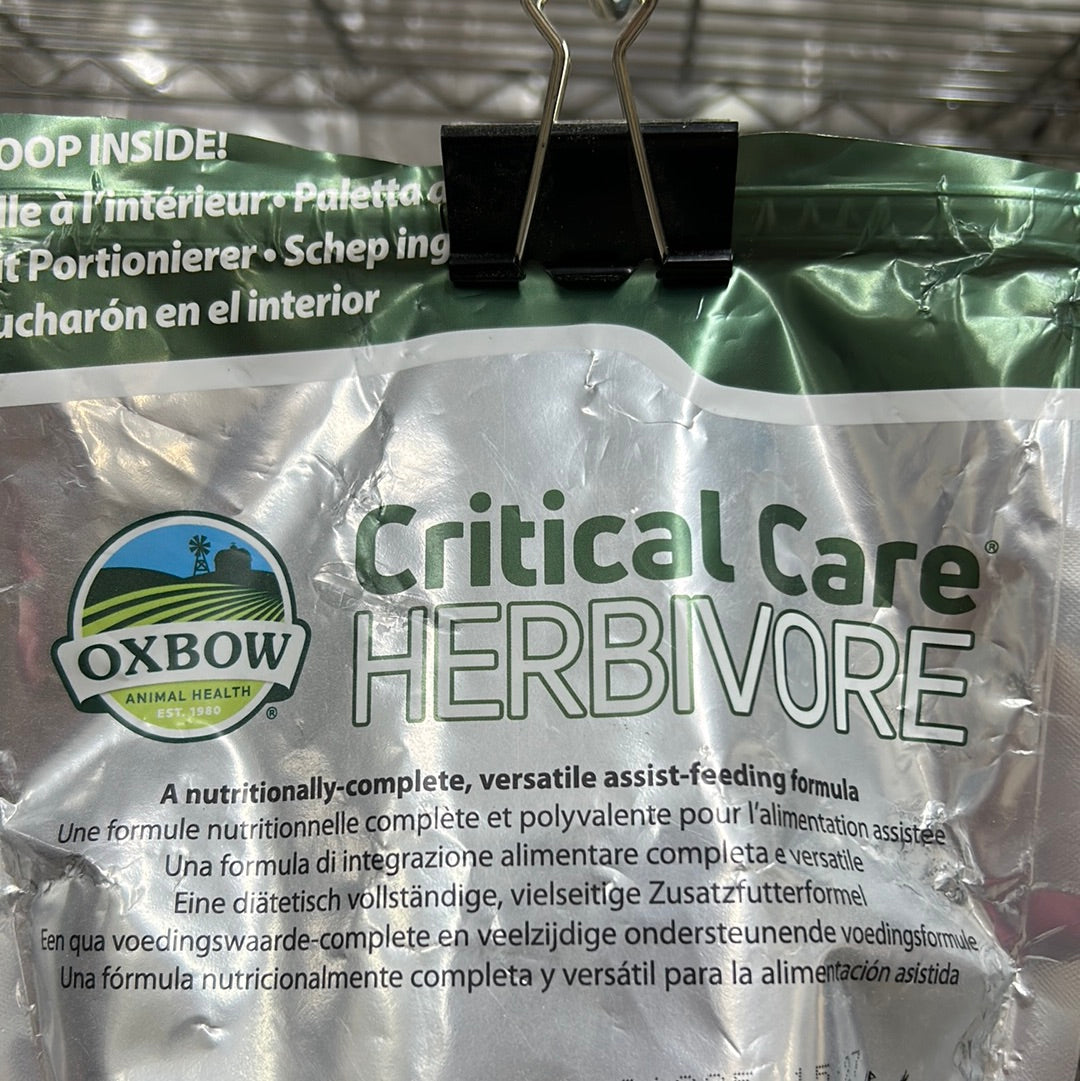 OOP INSIDE!
lle à l'intérieur • Paletta
it Portionierer • Schep ing
ucharón en el interior
Critical Care®
HERBIVORE
OXBOW
ANIMAL HEALTH
EST. 1980
®
A nutritionally-complete, versatile assist-feeding formula
Une formule nutritionnelle complète et polyvalente pour l'alimentation assistée
Una formula di integrazione alimentare completa e versatile
Eine diätetisch vollständige, vielseitige Zusatzfutterformel
Een qua voedingswaarde-complete en veelzijdige ondersteunende voedingsformule
Una fórmula nutricionalmente completa y versátil para la alimentación asistida